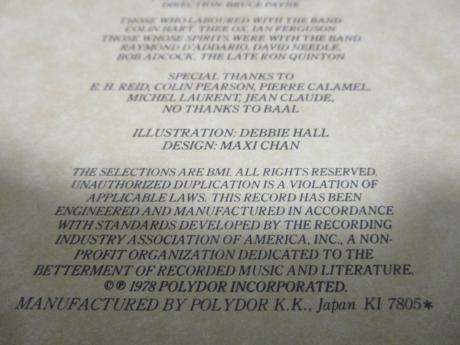 DIRECTION: BRUCE PAYNE
THOSE WHO LABOURED WITH THE BAND
COLIN HART, THEE OX, IAN FERGUSON
THOSE WHOSE SPIRITS WERE WITH THE BAND
RAYMOND D'ADDARIO, DAVID NEEDLE,
BOB ADCOCK, THE LATE RON QUINTON
SPECIAL THANKS TO
E. H. REID, COLIN PEARSON, PIERRE CALAMEL,
MICHEL LAURENT, JEAN CLAUDE,
NO THANKS TO BAAL
ILLUSTRATION: DEBBIE HALL
DESIGN: MAXI CHAN
THE SELECTIONS ARE BMI. ALL RIGHTS RESERVED.
UNAUTHORIZED DUPLICATION IS A VIOLATION OF
APPLICABLE LAWS. THIS RECORD HAS BEEN
ENGINEERED AND MANUFACTURED IN ACCORDANCE
WITH STANDARDS DEVELOPED BY THE RECORDING
INDUSTRY ASSOCIATION OF AMERICA, INC., A NON-
PROFIT ORGANIZATION DEDICATED TO THE
BETTERMENT OF RECORDED MUSIC AND LITERATURE.
©℗ 1978 POLYDOR INCORPORATED.
MANUFACTURED BY POLYDOR K.K., Japan KI 7805*